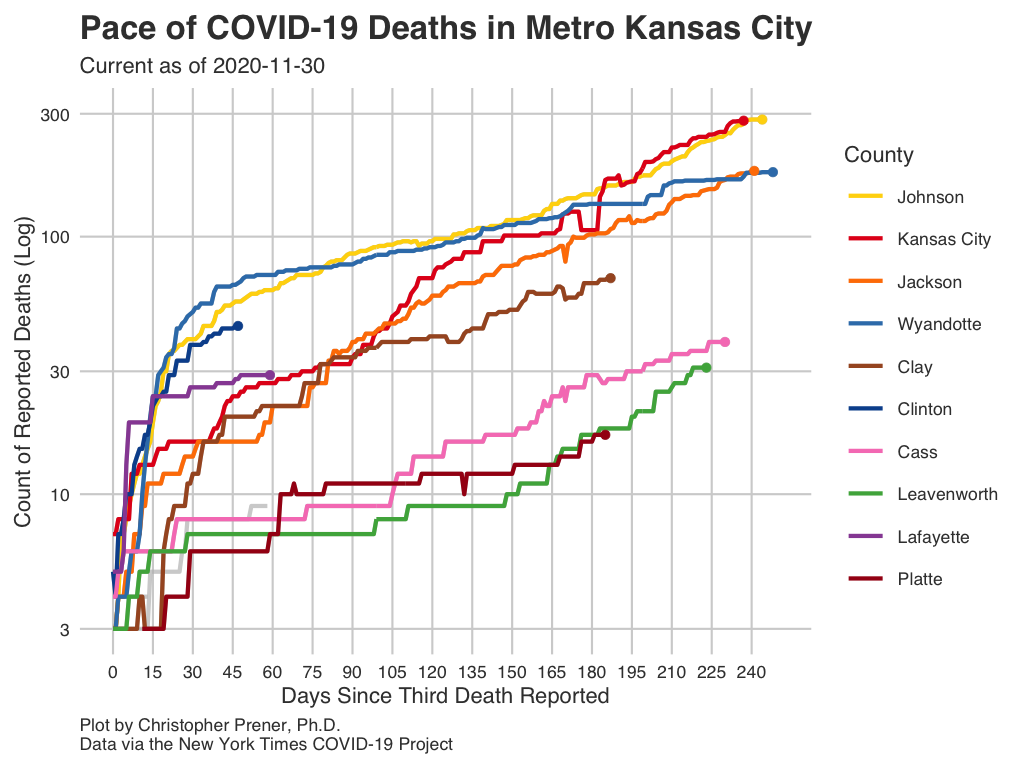 Pace of COVID-19 Deaths in Metro Kansas City
Current as of 2020-11-30
Count of Reported Deaths (Log)
300
100
30
10
3
0 15 30 45 60 75 90 105 120 135 150 165 180 195 210 225 240
Days Since Third Death Reported
County
Johnson
Kansas City
Jackson
Wyandotte
Clay
Clinton
Cass
Leavenworth
Lafayette
Platte
Plot by Christopher Prener, Ph.D.
Data via the New York Times COVID-19 Project